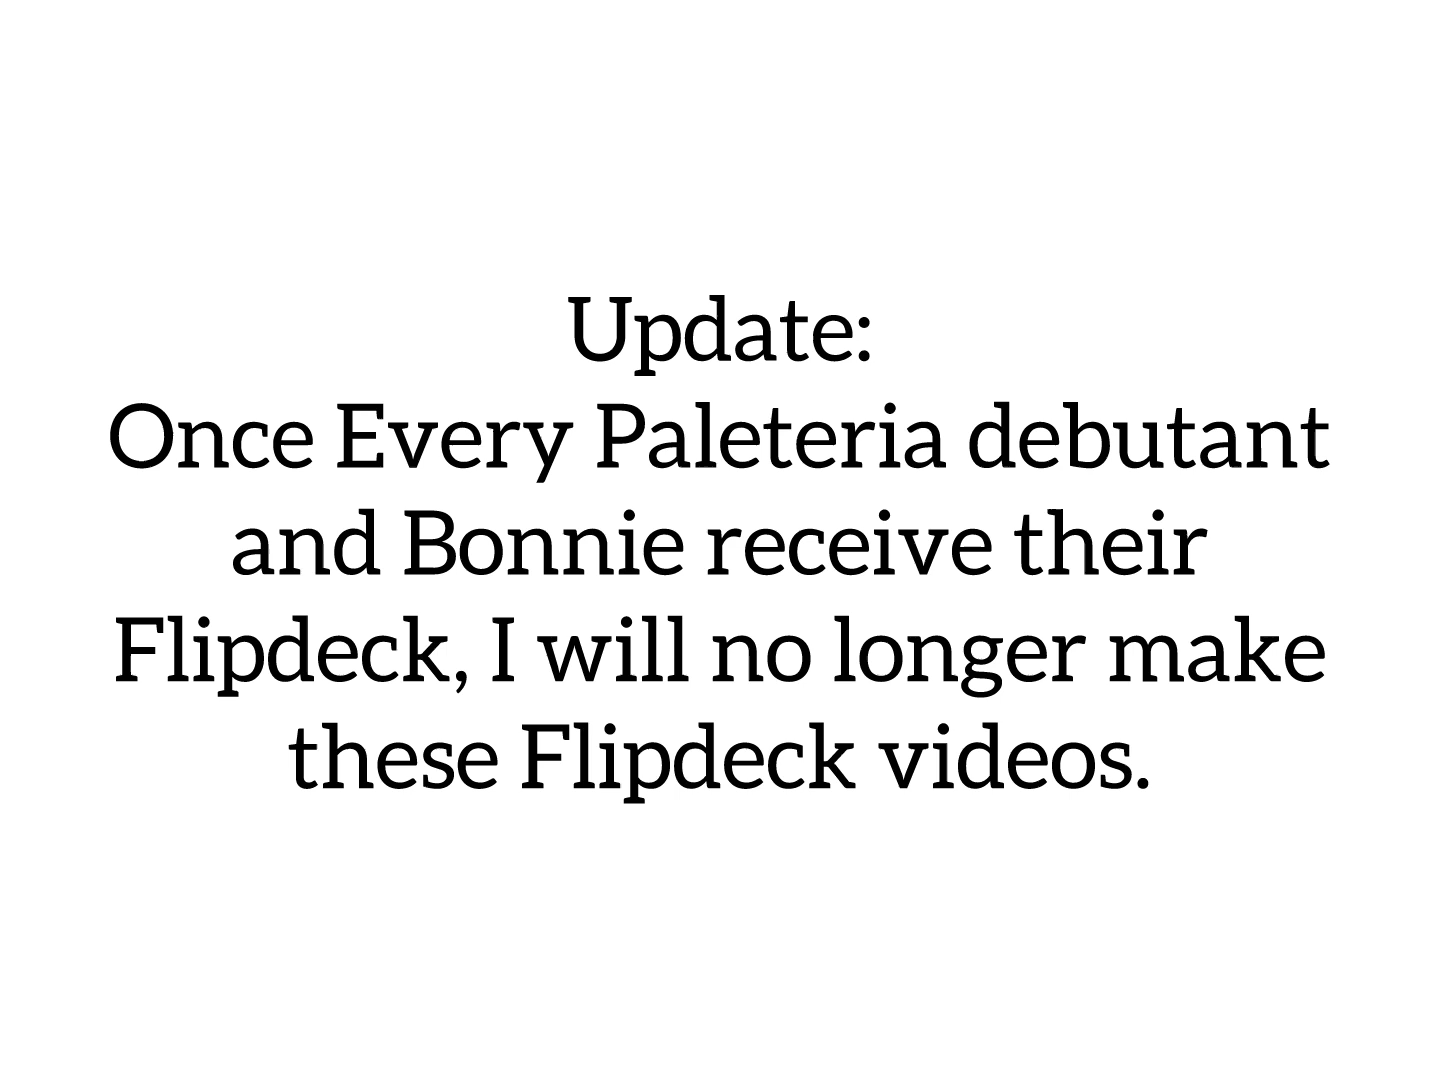 Update:
Once Every Paleteria debutant
and Bonnie receive their
Flipdeck, I will no longer make
these Flipdeck videos.